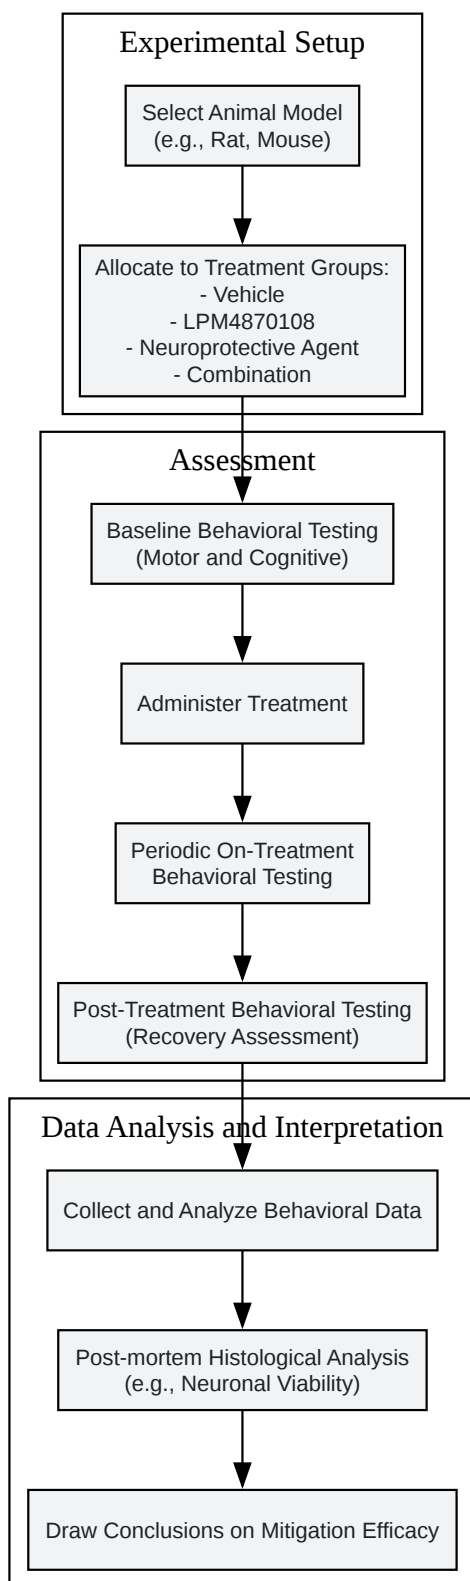 Experimental Setup
Select Animal Model
(e.g., Rat, Mouse)
Allocate to Treatment Groups:
- Vehicle
- LPM4870108
- Neuroprotective Agent
- Combination
Assessment
Baseline Behavioral Testing
(Motor and Cognitive)
Administer Treatment
Periodic On-Treatment
Behavioral Testing
Post-Treatment Behavioral Testing
(Recovery Assessment)
Data Analysis and Interpretation
Collect and Analyze Behavioral Data
Post-mortem Histological Analysis
(e.g., Neuronal Viability)
Draw Conclusions on Mitigation Efficacy